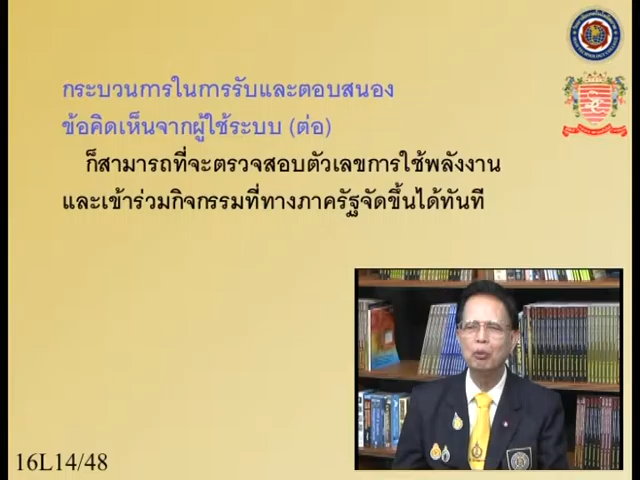 กระบวนการในการรับและตอบสนอง
ข้อคิดเห็นจากผู้ใช้ระบบ (ต่อ)
ก็สามารถที่จะตรวจสอบตัวเลขการใช้พลังงาน
และเข้าร่วมกิจกรรมที่ทางภาครัฐจัดขึ้นได้ทันที
16L14/48